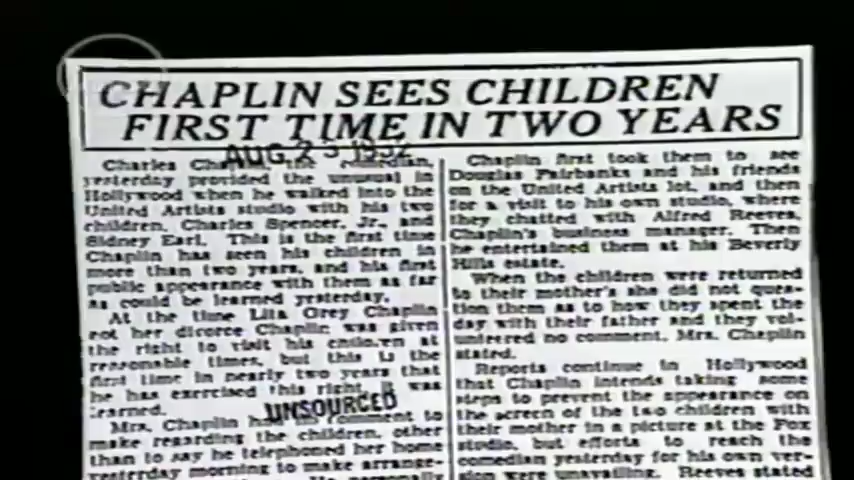 CHAPLIN SEES CHILDREN
FIRST TIME IN TWO YEARS
AUG 23 1932
Charles the comedian,
yesterday provided the unusual in
Hollywood when he walked into the
United Artists studio with his two
children, Charles Spencer, Jr., and
Sidney Earl. This is the first time
Chaplin has seen his children in
more than two years, and his first
public appearance with them as far
as could be learned yesterday.
At the time Lita Grey Chaplin
got her divorce Chaplin was given
the right to visit his children at
reasonable times, but this is the
first time in nearly two years that
he has exercised this right, it was
learned.
UNSOURCED
Mrs. Chaplin had no comment to
make regarding the children, other
than to say he telephoned her home
yesterday morning to make arrange-
He personally
Chaplin first took them to see
Douglas Fairbanks and his friends
on the United Artists lot, and then
for a visit to his own studio, where
they chatted with Alfred Reeves,
Chaplin's business manager. Then
he entertained them at his Beverly
Hills estate.
When the children were returned
to their mother's she did not ques-
tion them as to how they spent the
day with their father and they vol-
unteered no comment, Mrs. Chaplin
stated.
Reports continue in Hollywood
that Chaplin intends taking some
steps to prevent the appearance on
the screen of the two children with
their mother in a picture at the Fox
studio, but efforts to reach the
comedian yesterday for his own ver-
sion were unavailing. Reeves stated